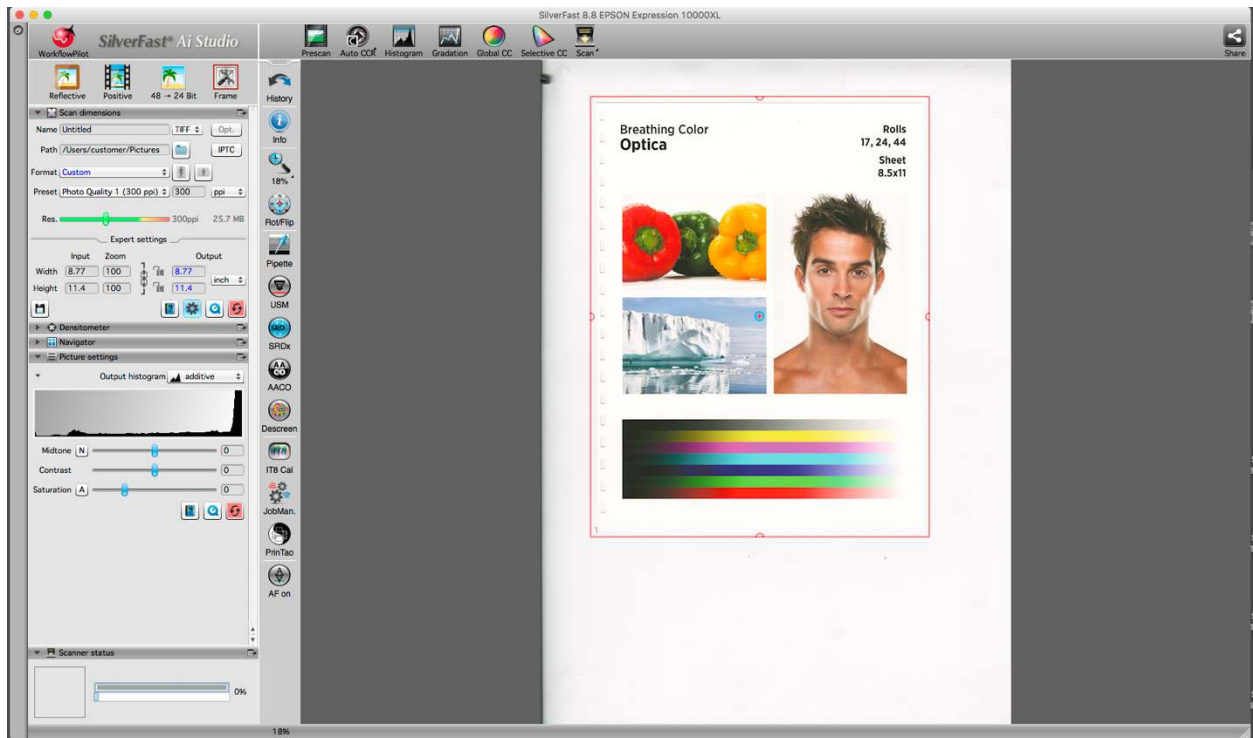 SilverFast 8.8 EPSON Expression 10000XL
WorkflowPilot
SilverFast® Ai Studio
Prescan Auto CCR Histogram Gradation Global CC Selective CC Scan
Share
Reflective Positive 48 → 24 Bit Frame
Scan dimensions
Name Untitled TIFF Opt.
Path /Users/customer/Pictures IPTC
Format Custom
Preset Photo Quality 1 (300 ppi) 300 ppi
Res. 300ppi 25.7 MB
Expert settings
Input Zoom Output
Width 8.77 100 8.77
inch
Height 11.4 100 11.4
Densitometer
Navigator
Picture settings
Output histogram additive
Midtone N 0
Contrast 0
Saturation A 0
Scanner status
0%
History
Info
18%
Rot/Flip
Pipette
USM
SRDx
AACO
Descreen
IT8 Cal
JobMan.
PrinTao
AF on
18%
Breathing Color
Optica
Rolls
17, 24, 44
Sheet
8.5x11
1